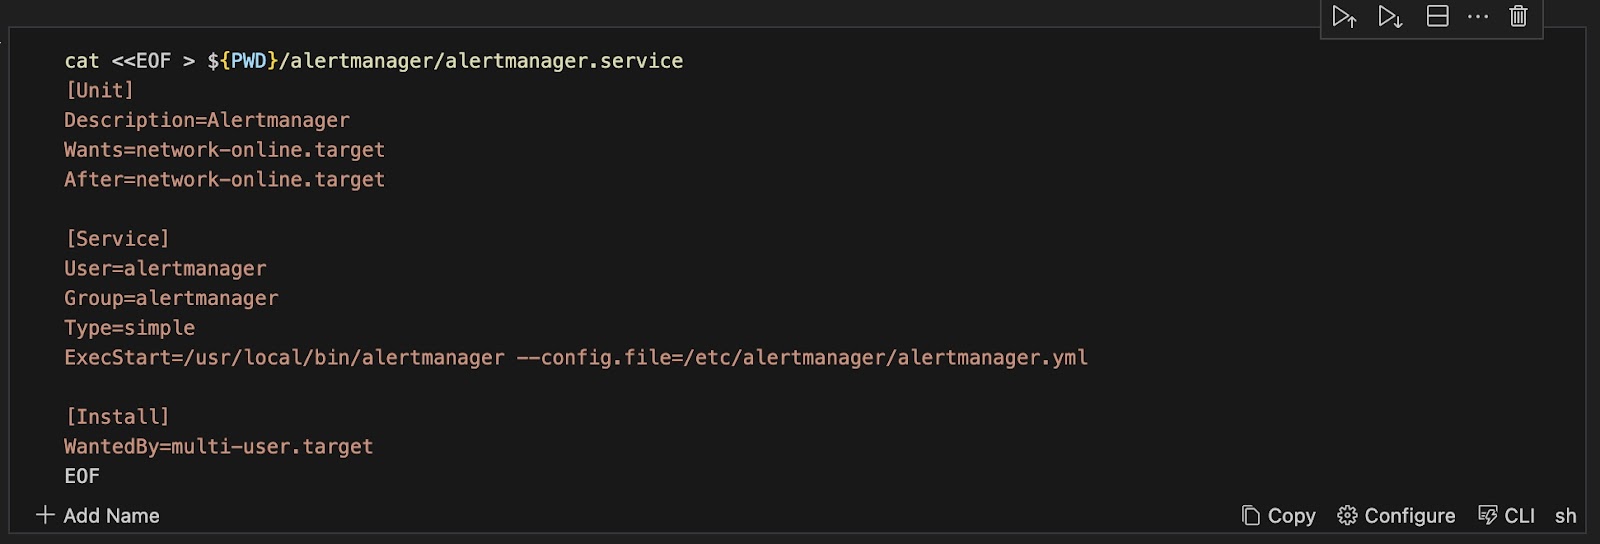 cat <<EOF > ${PWD}/alertmanager/alertmanager.service
[Unit]
Description=Alertmanager
Wants=network-online.target
After=network-online.target

[Service]
User=alertmanager
Group=alertmanager
Type=simple
ExecStart=/usr/local/bin/alertmanager --config.file=/etc/alertmanager/alertmanager.yml

[Install]
WantedBy=multi-user.target
EOF
Add Name Copy Configure CLI sh